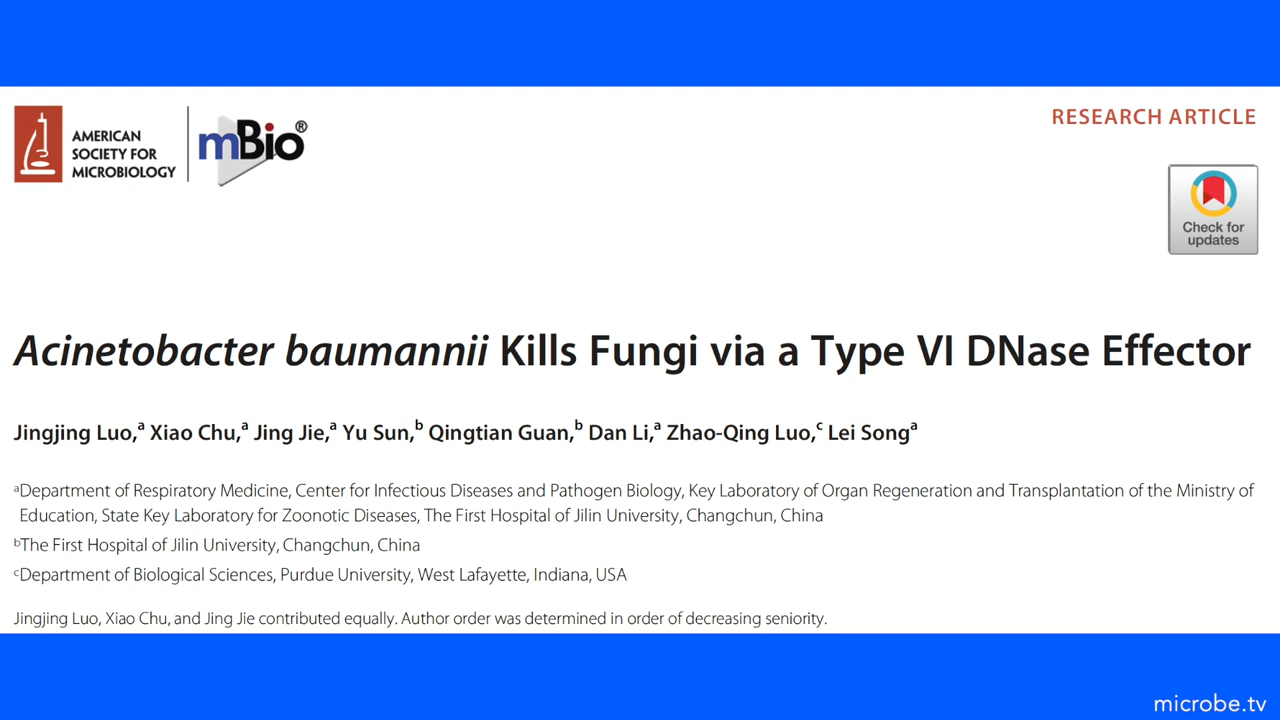 AMERICAN
SOCIETY FOR
MICROBIOLOGY
mBio®
RESEARCH ARTICLE
Check for
updates
Acinetobacter baumannii Kills Fungi via a Type VI DNase Effector
Jingjing Luo,a Xiao Chu,a Jing Jie,a Yu Sun,b Qingtian Guan,b Dan Li,a Zhao-Qing Luo,c Lei Songa
aDepartment of Respiratory Medicine, Center for Infectious Diseases and Pathogen Biology, Key Laboratory of Organ Regeneration and Transplantation of the Ministry of
Education, State Key Laboratory for Zoonotic Diseases, The First Hospital of Jilin University, Changchun, China
bThe First Hospital of Jilin University, Changchun, China
cDepartment of Biological Sciences, Purdue University, West Lafayette, Indiana, USA
Jingjing Luo, Xiao Chu, and Jing Jie contributed equally. Author order was determined in order of decreasing seniority.
microbe.tv